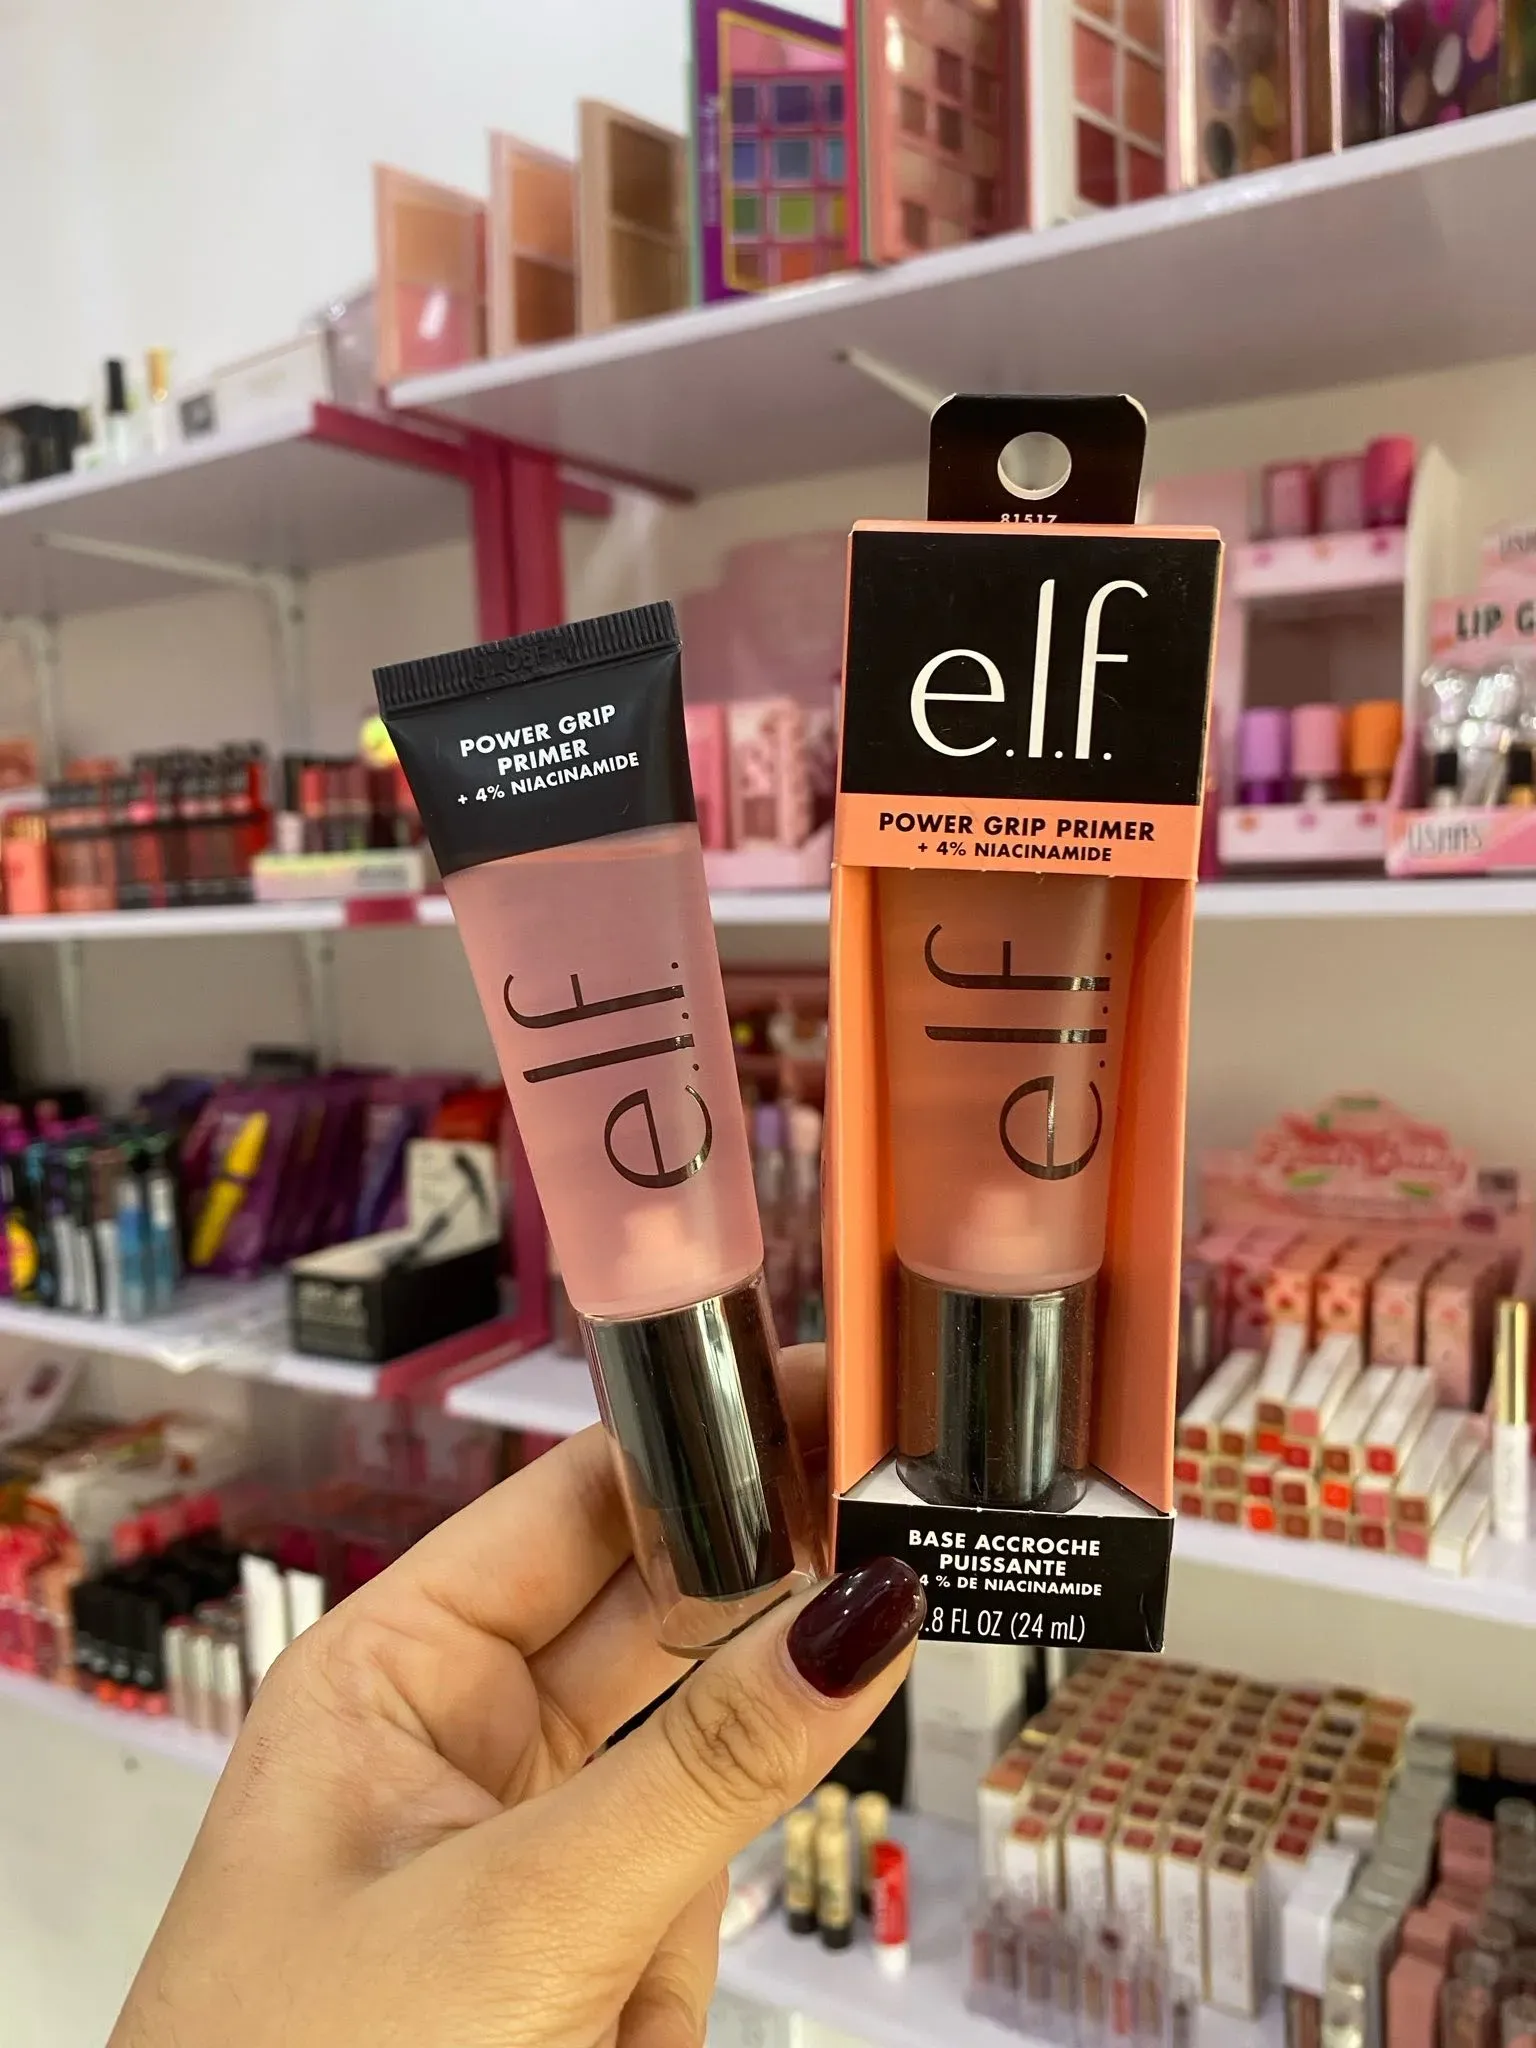 POWER GRIP
PRIMER
+ 4% NIACINAMIDE
e.l.f.
81517
e.l.f.
POWER GRIP PRIMER
+ 4% NIACINAMIDE
e.l.f.
BASE ACCROCHE
PUISSANTE
4 % DE NIACINAMIDE
.8 FL OZ (24 mL)
LIP G
USHAS